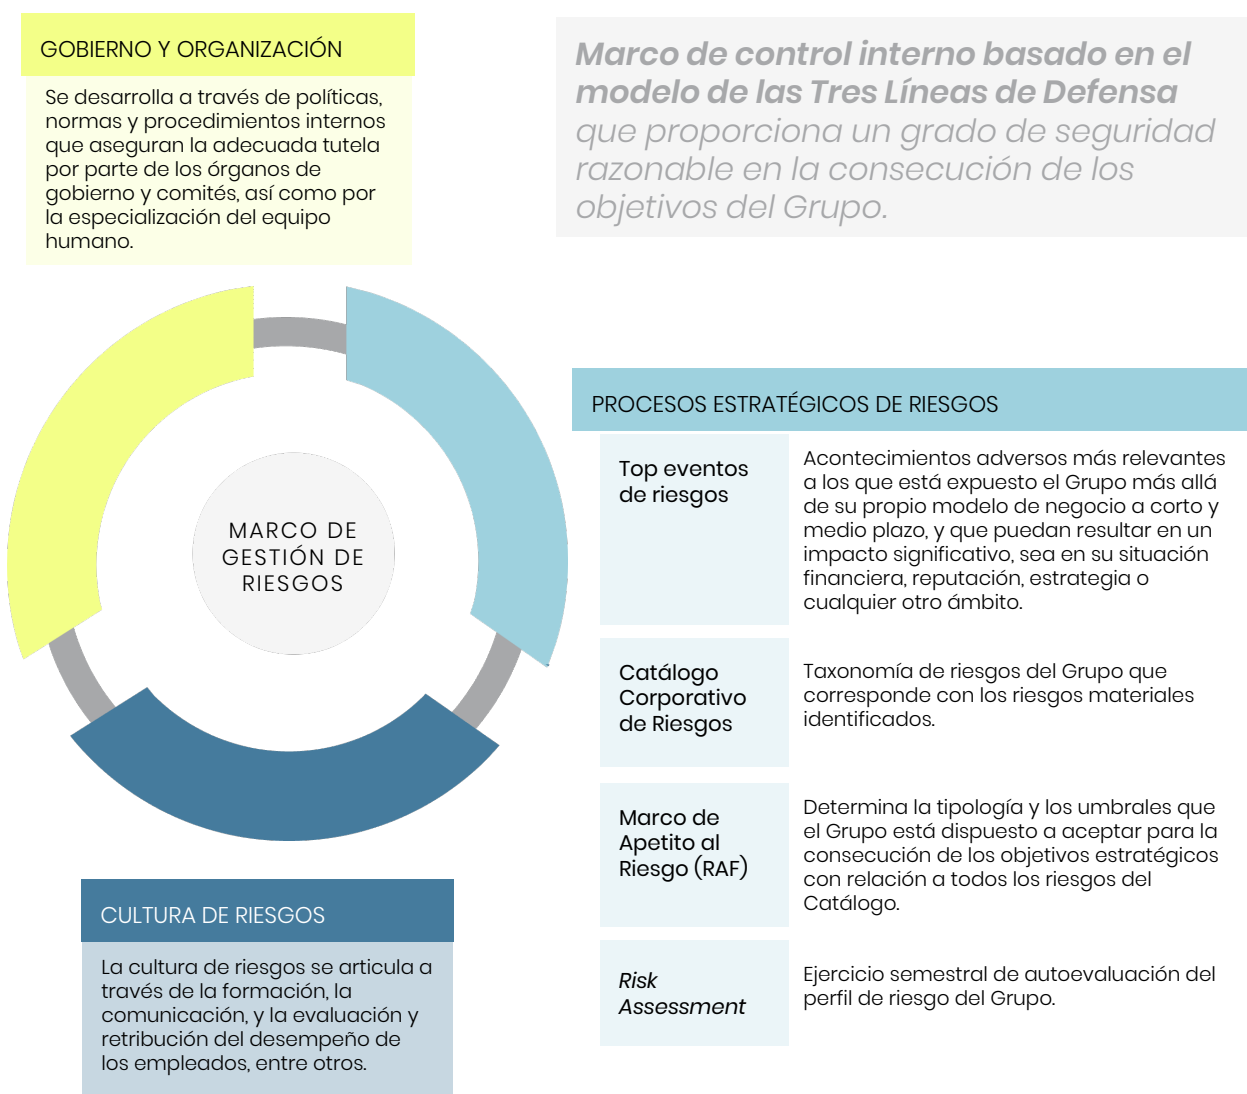 GOBIERNO Y ORGANIZACIÓN
Se desarrolla a través de políticas,
normas y procedimientos internos
que aseguran la adecuada tutela
por parte de los órganos de
gobierno y comités, así como por
la especialización del equipo
humano.
Marco de control interno basado en el
modelo de las Tres Líneas de Defensa
que proporciona un grado de seguridad
razonable en la consecución de los
objetivos del Grupo.
MARCO DE
GESTIÓN DE
RIESGOS
PROCESOS ESTRATÉGICOS DE RIESGOS
Top eventos
de riesgos
Acontecimientos adversos más relevantes
a los que está expuesto el Grupo más allá
de su propio modelo de negocio a corto y
medio plazo, y que puedan resultar en un
impacto significativo, sea en su situación
financiera, reputación, estrategia o
cualquier otro ámbito.
Catálogo
Corporativo
de Riesgos
Taxonomía de riesgos del Grupo que
corresponde con los riesgos materiales
identificados.
Marco de
Apetito al
Riesgo (RAF)
Determina la tipología y los umbrales que
el Grupo está dispuesto a aceptar para la
consecución de los objetivos estratégicos
con relación a todos los riesgos del
Catálogo.
Risk
Assessment
Ejercicio semestral de autoevaluación del
perfil de riesgo del Grupo.
CULTURA DE RIESGOS
La cultura de riesgos se articula a
través de la formación, la
comunicación, y la evaluación y
retribución del desempeño de
los empleados, entre otros.